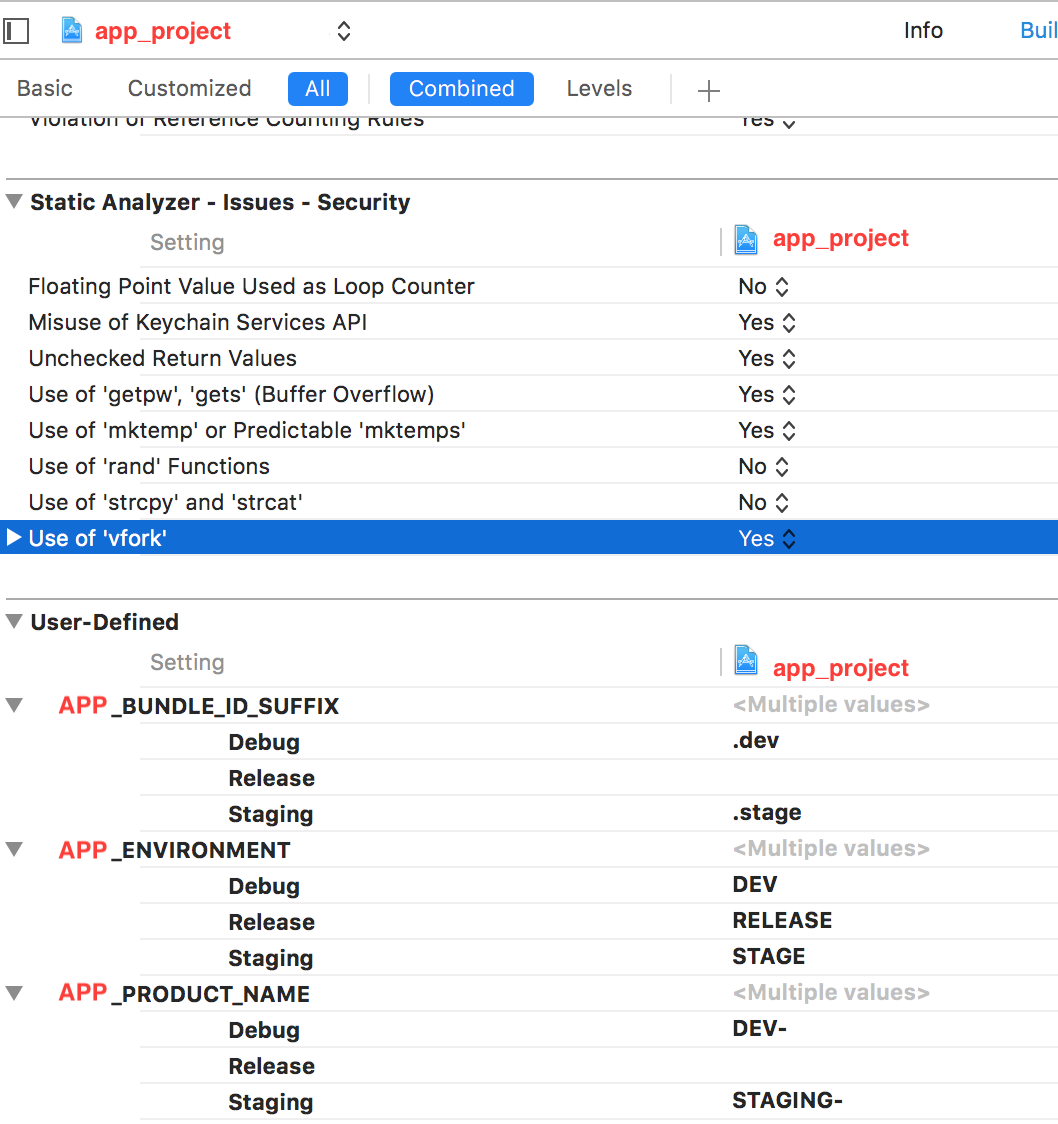 app_project Info Buil
Basic Customized All Combined Levels
Violation of Reference Counting Rules Yes
Static Analyzer - Issues - Security
Setting app_project
Floating Point Value Used as Loop Counter No
Misuse of Keychain Services API Yes
Unchecked Return Values Yes
Use of 'getpw', 'gets' (Buffer Overflow) Yes
Use of 'mktemp' or Predictable 'mktemps' Yes
Use of 'rand' Functions No
Use of 'strcpy' and 'strcat' No
Use of 'vfork' Yes
User-Defined
Setting app_project
APP_BUNDLE_ID_SUFFIX <Multiple values>
Debug .dev
Release
Staging .stage
APP_ENVIRONMENT <Multiple values>
Debug DEV
Release RELEASE
Staging STAGE
APP_PRODUCT_NAME <Multiple values>
Debug DEV-
Release
Staging STAGING-